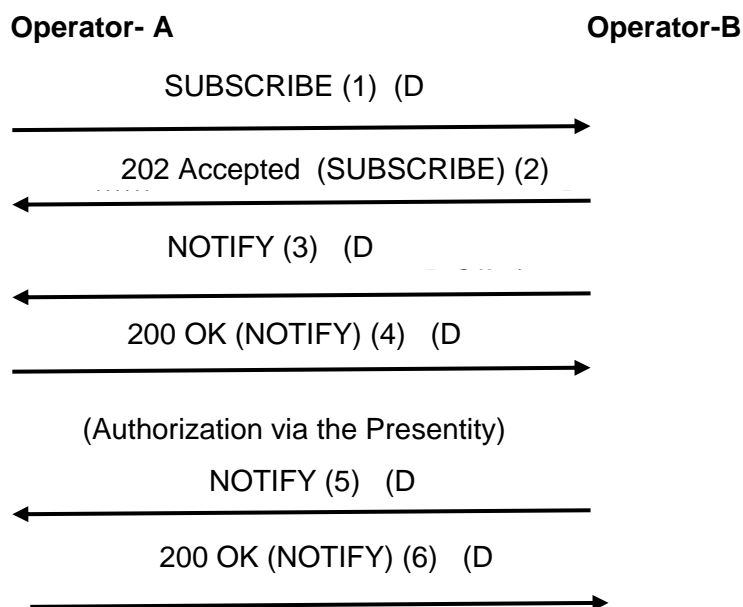 Operator- A Operator-B
SUBSCRIBE (1) (D
202 Accepted (SUBSCRIBE) (2)
NOTIFY (3) (D
200 OK (NOTIFY) (4) (D
(Authorization via the Presentity)
NOTIFY (5) (D
200 OK (NOTIFY) (6) (D